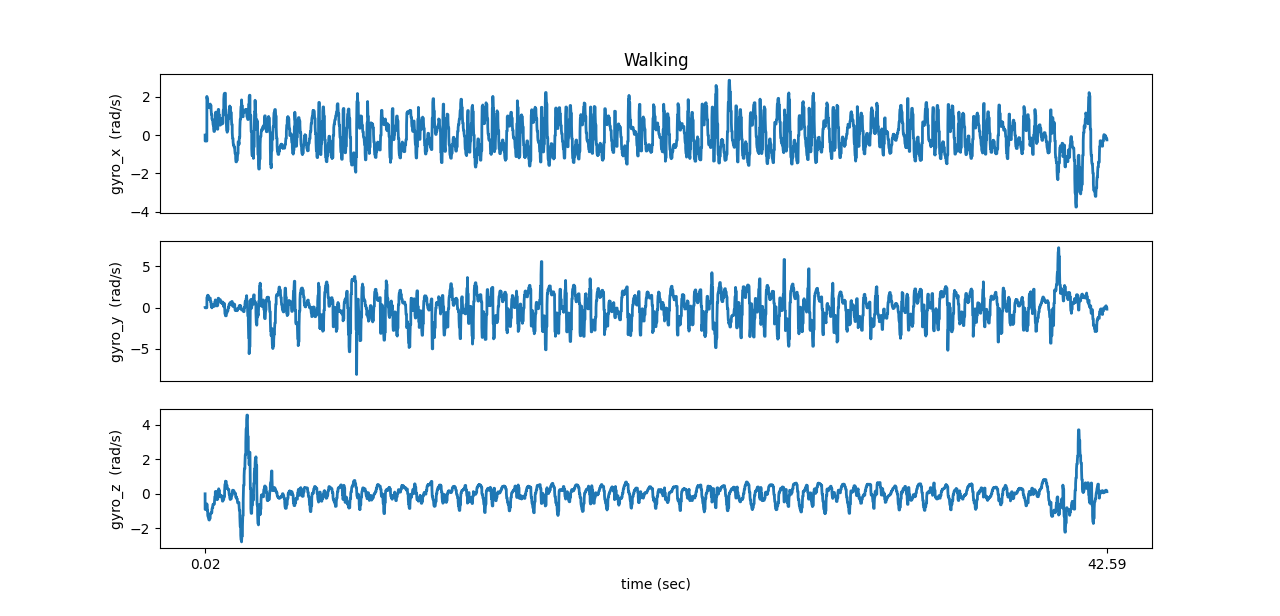 Walking
gyro_x (rad/s)
2
0
−2
−4
gyro_y (rad/s)
5
0
−5
gyro_z (rad/s)
4
2
0
−2
0.02
42.59
time (sec)